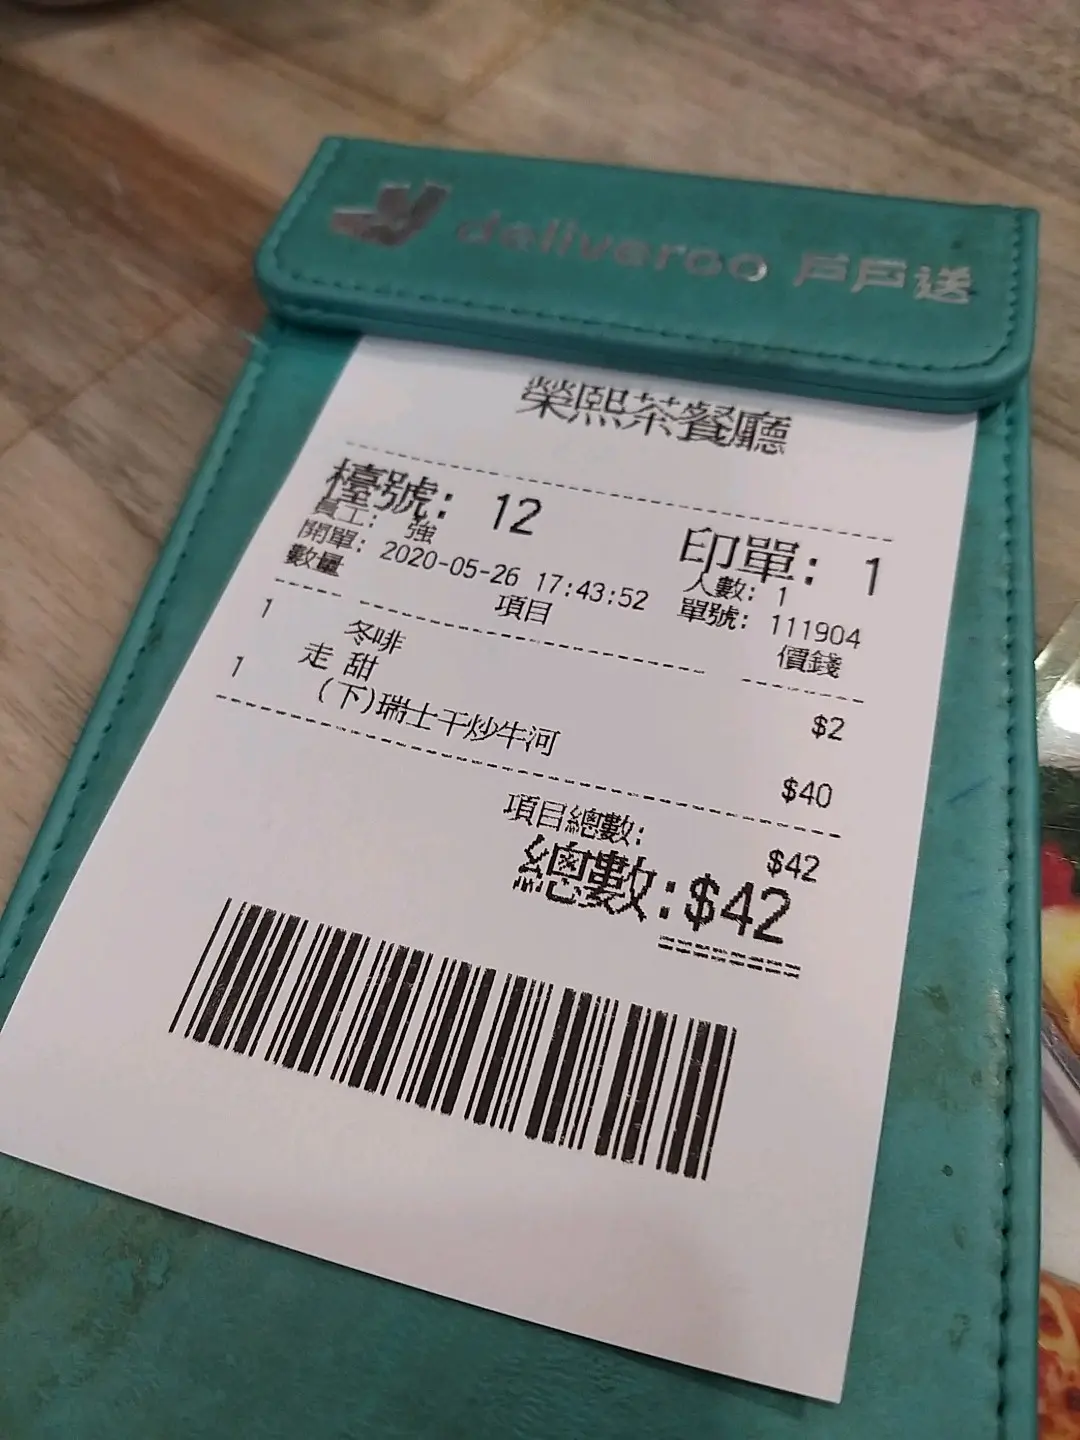 deliveroo 戶戶送
榮熙茶餐廳
檯號: 12 印單: 1
員工: 強 人數: 1
開單: 2020-05-26 17:43:52 單號: 111904
數量 項目 價錢
1 冬啡 $2
走 甜
1 (下)瑞士干炒牛河 $40
項目總數: $42
總數:$42